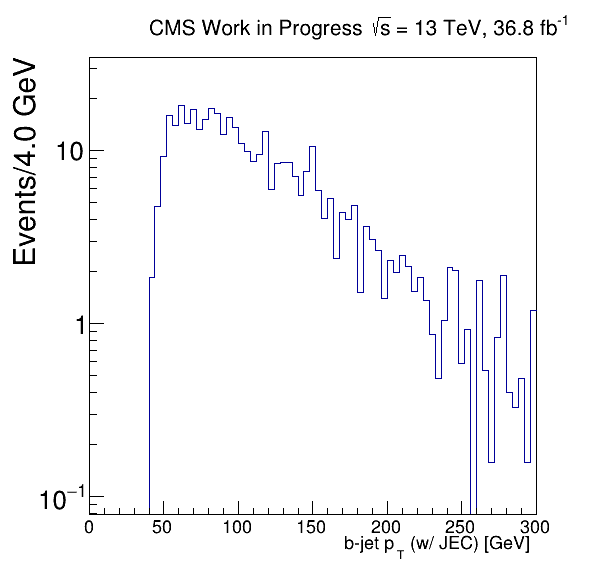 CMS Work in Progress √s = 13 TeV, 36.8 fb⁻¹
Events/4.0 GeV
10
1
10⁻¹
0 50 100 150 200 250 300
b-jet p_T (w/ JEC) [GeV]